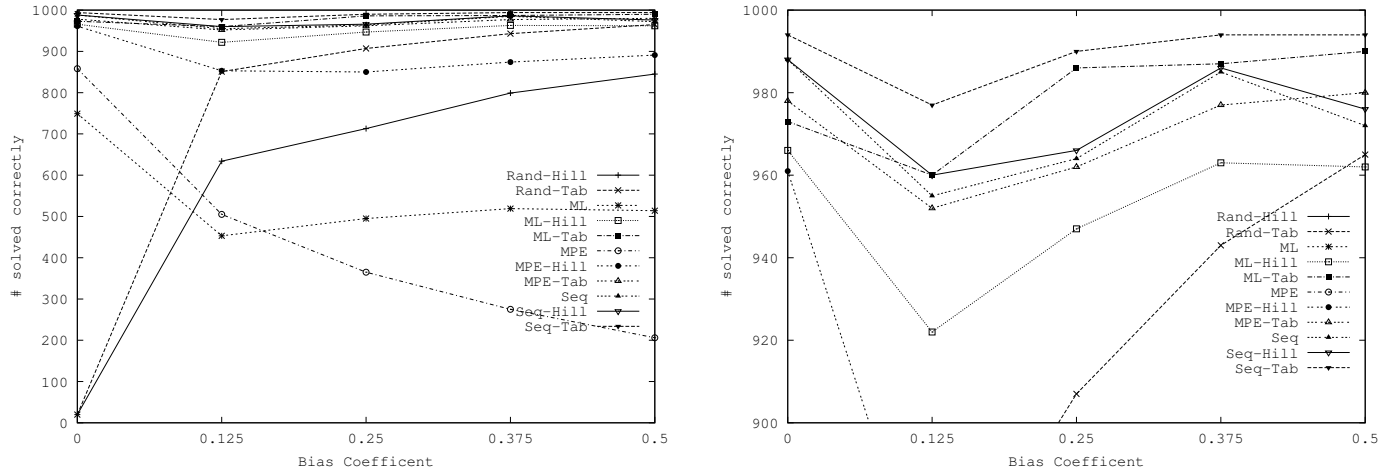 1000
900
800
700
600
500
400
300
200
100
0
# solved correctly
Rand-Hill
Rand-Tab
ML
ML-Hill
ML-Tab
MPE
MPE-Hill
MPE-Tab
Seq
Seq-Hill
Seq-Tab
0 0.125 0.25 0.375 0.5
Bias Coefficent
1000
980
960
940
920
900
# solved correctly
Rand-Hill
Rand-Tab
ML
ML-Hill
ML-Tab
MPE
MPE-Hill
MPE-Tab
Seq
Seq-Hill
Seq-Tab
0 0.125 0.25 0.375 0.5
Bias Coefficent